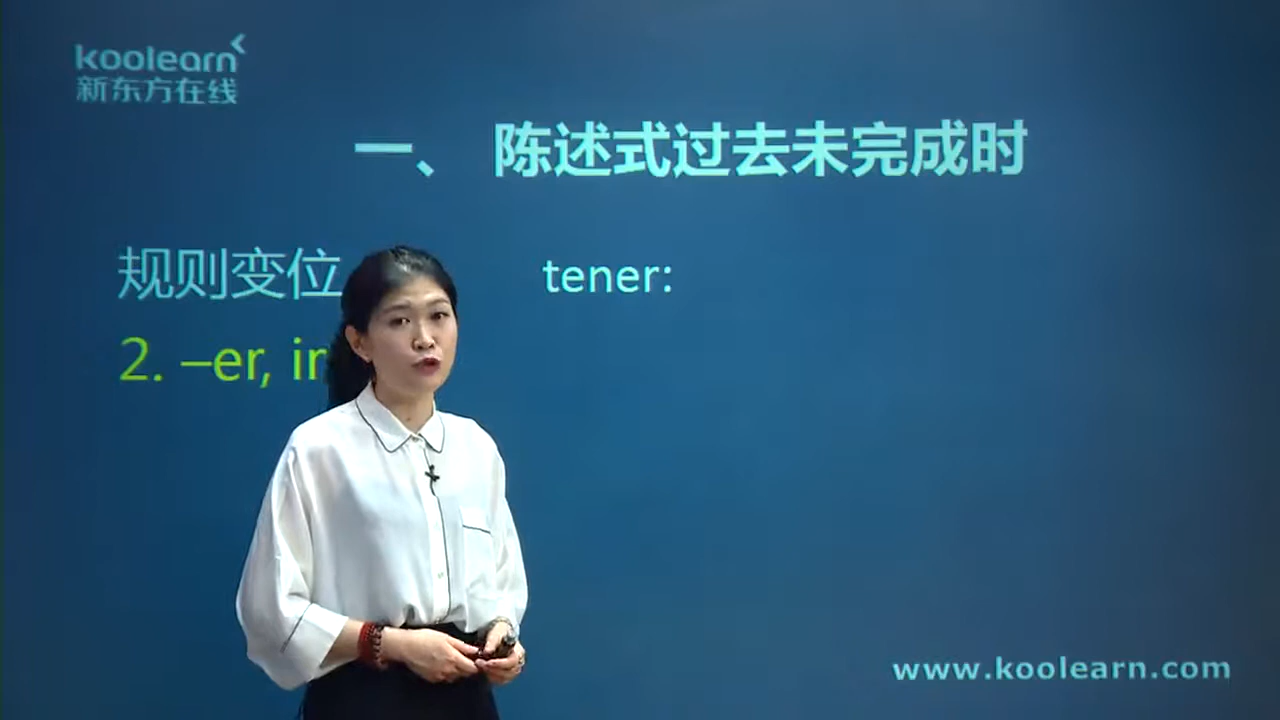 koolearn
新东方在线
一、 陈述式过去未完成时
规则变位
tener:
2. –er, ir
www.koolearn.com